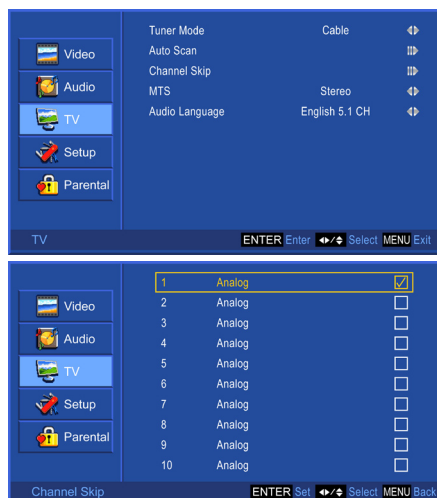 Tuner Mode Cable
Auto Scan
Channel Skip
MTS Stereo
Audio Language English 5.1 CH
Video
Audio
TV
Setup
Parental
TV ENTER Enter / Select MENU Exit
1 Analog
2 Analog
3 Analog
4 Analog
5 Analog
6 Analog
7 Analog
8 Analog
9 Analog
10 Analog
Video
Audio
TV
Setup
Parental
Channel Skip ENTER Set / Select MENU Back